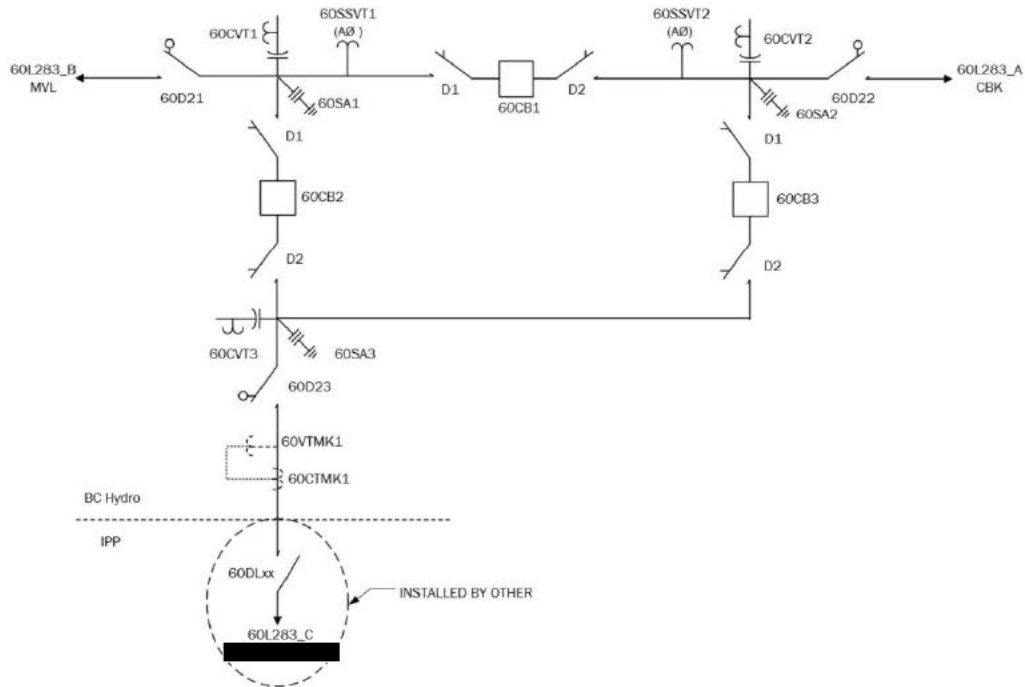 60CVT1
60SSVT1
(AØ )
60SSVT2
(AØ)
60CVT2
60L283_B
MVL
60D21
60SA1
D1
60CB1
D2
60SA2
60D22
60L283_A
CBK
D1
60CB2
D2
D1
60CB3
D2
60CVT3
60SA3
60D23
60VTMK1
60CTMK1
BC Hydro
IPP
60DLxx
INSTALLED BY OTHER
60L283_C